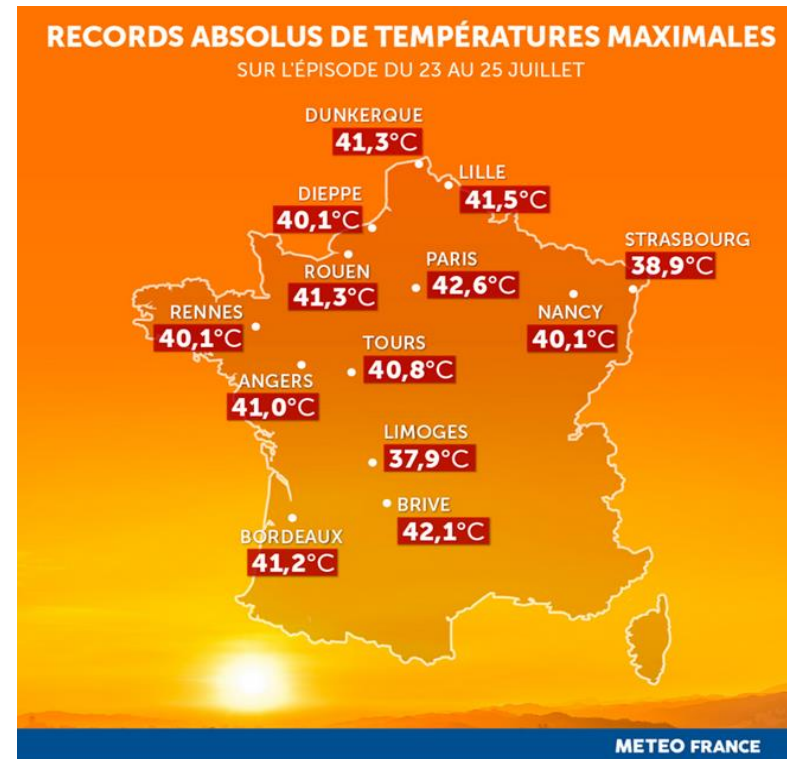 RECORDS ABSOLUS DE TEMPÉRATURES MAXIMALES
SUR L'ÉPISODE DU 23 AU 25 JUILLET
DUNKERQUE
41,3°C
LILLE
41,5°C
DIEPPE
40,1°C
STRASBOURG
38,9°C
ROUEN
41,3°C
PARIS
42,6°C
NANCY
40,1°C
RENNES
40,1°C
TOURS
40,8°C
ANGERS
41,0°C
LIMOGES
37,9°C
BRIVE
42,1°C
BORDEAUX
41,2°C
METEO FRANCE